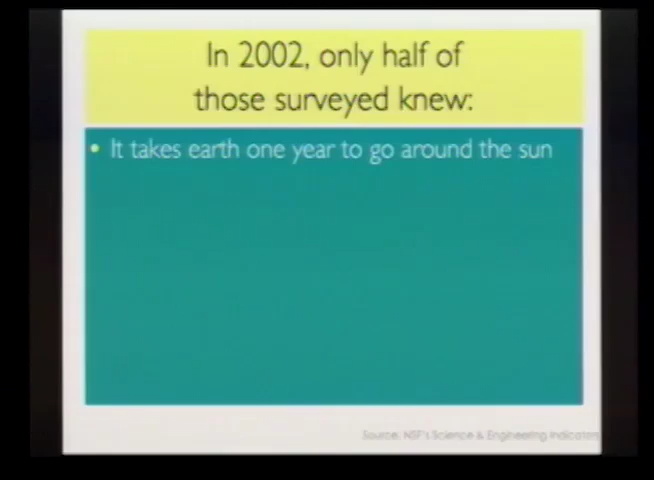 In 2002, only half of
those surveyed knew:
• It takes earth one year to go around the sun
Source: NSF's Science & Engineering Indicators